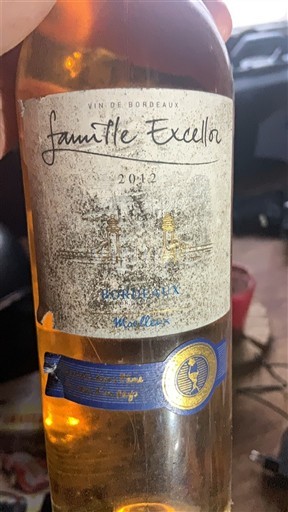 VIN DE BORDEAUX
Famille Excellor
2012
BORDEAUX
Moelleux